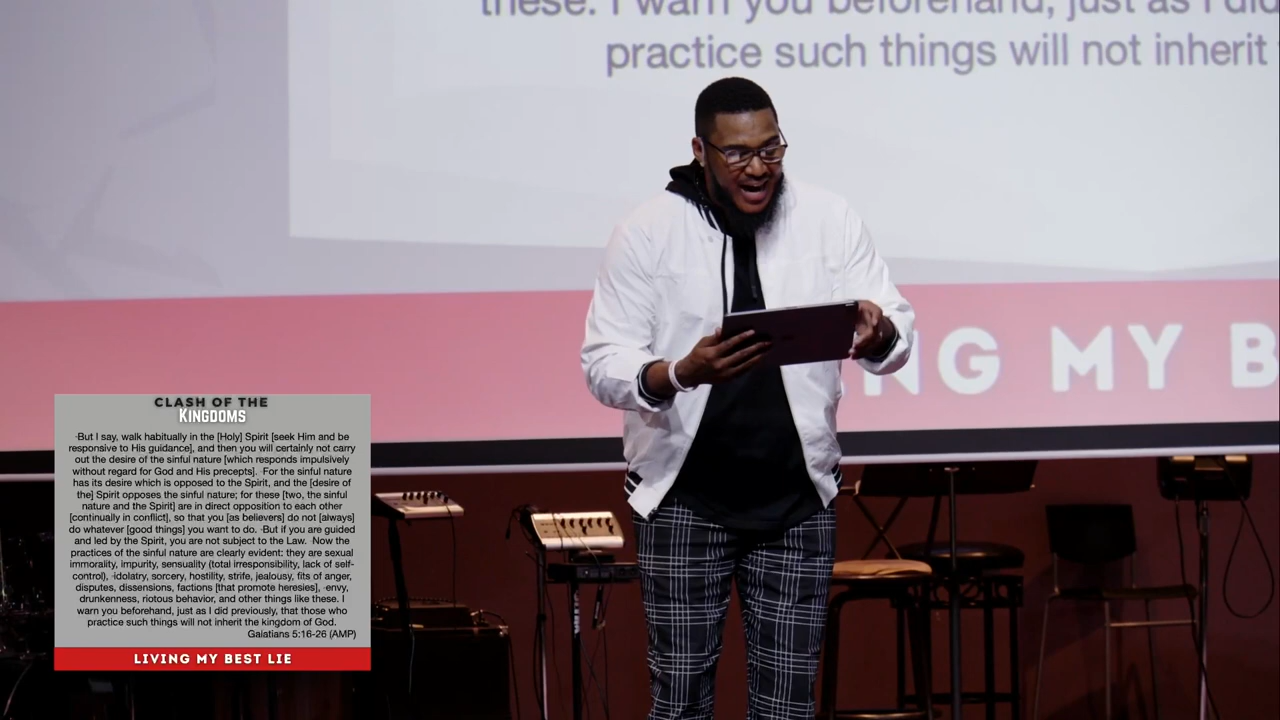 these. I warn you beforehand, just as I did
practice such things will not inherit
NG MY B
CLASH OF THE
KINGDOMS
But I say, walk habitually in the [Holy] Spirit [seek Him and be
responsive to His guidance], and then you will certainly not carry
out the desire of the sinful nature [which responds impulsively
without regard for God and His precepts]. For the sinful nature
has its desire which is opposed to the Spirit, and the [desire of
the] Spirit opposes the sinful nature; for these [two, the sinful
nature and the Spirit] are in direct opposition to each other
[continually in conflict], so that you [as believers] do not [always]
do whatever [good things] you want to do. But if you are guided
and led by the Spirit, you are not subject to the Law. Now the
practices of the sinful nature are clearly evident: they are sexual
immorality, impurity, sensuality (total irresponsibility, lack of self-
control), idolatry, sorcery, hostility, strife, jealousy, fits of anger,
disputes, dissensions, factions [that promote heresies], envy,
drunkenness, riotous behavior, and other things like these. I
warn you beforehand, just as I did previously, that those who
practice such things will not inherit the kingdom of God.
Gaiatians 5:16-26 (AMP)
LIVING MY BEST LIE